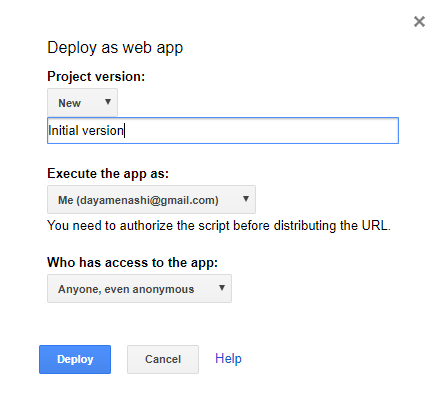 Deploy as web app
Project version:
New
Initial version
Execute the app as:
Me (dayamenashi@gmail.com)
You need to authorize the script before distributing the URL.
Who has access to the app:
Anyone, even anonymous
Deploy Cancel Help